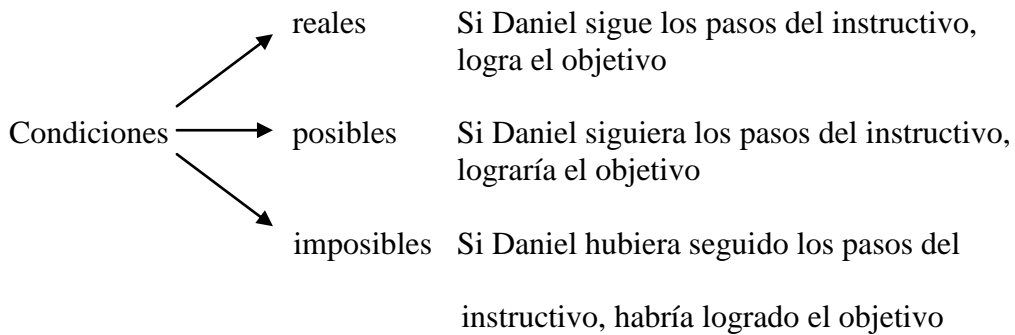 reales Si Daniel sigue los pasos del instructivo,
logra el objetivo
Condiciones posibles Si Daniel siguiera los pasos del instructivo,
lograría el objetivo
imposibles Si Daniel hubiera seguido los pasos del
instructivo, habría logrado el objetivo